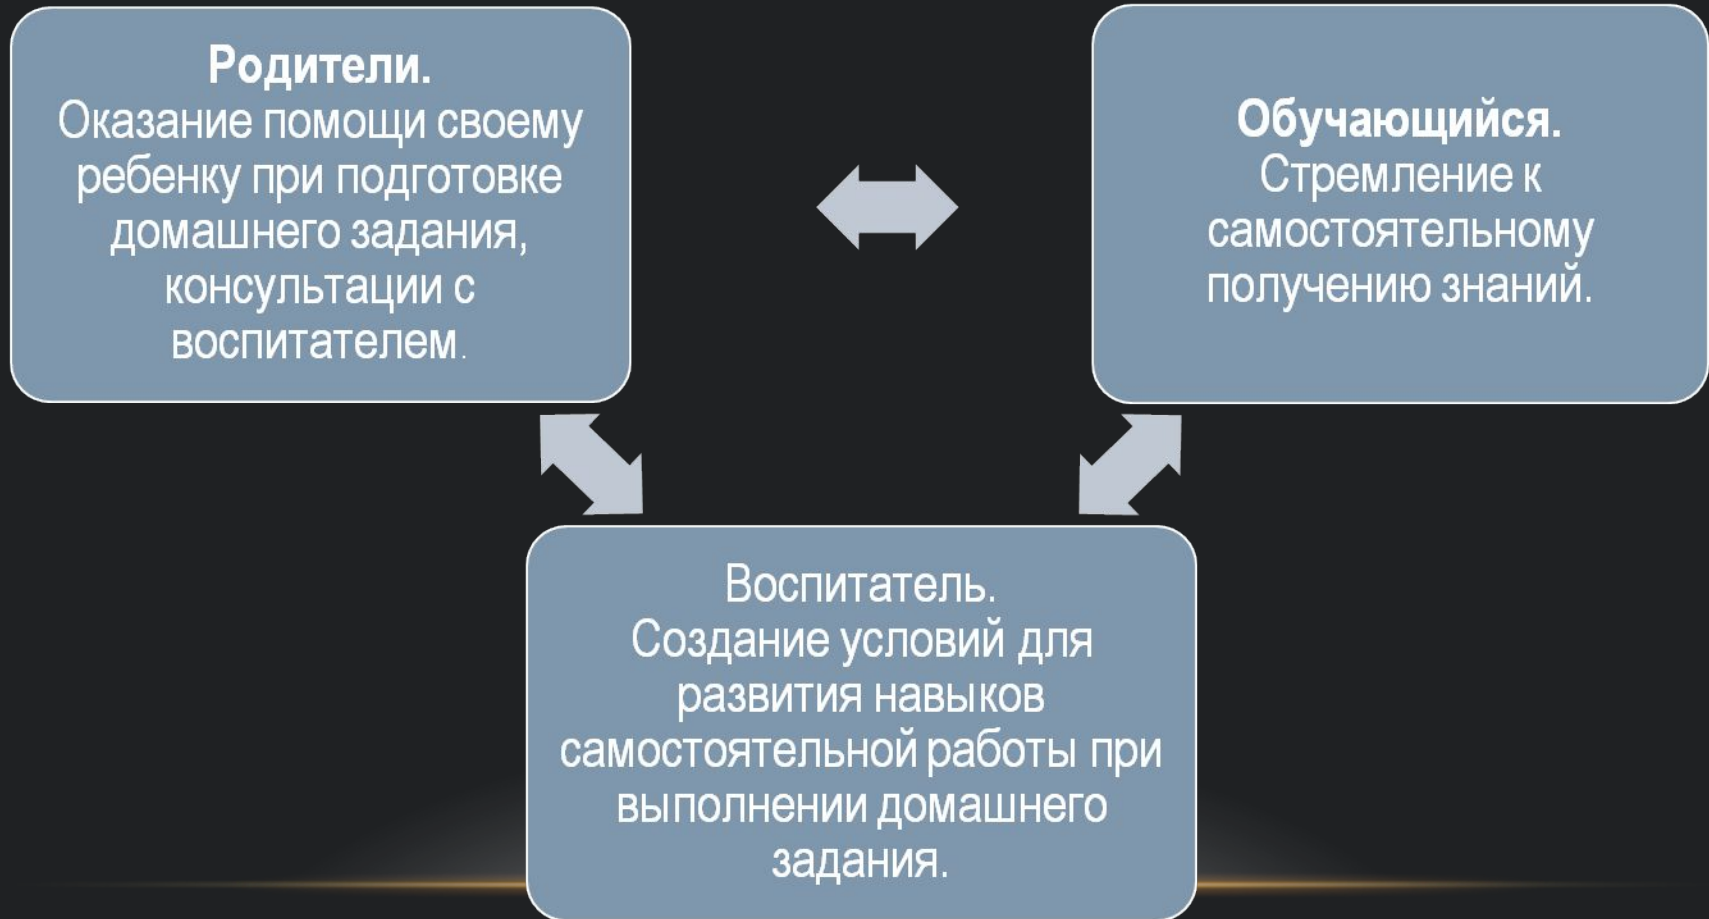 Родители.
Оказание помощи своему
ребенку при подготовке
домашнего задания,
консультации с
воспитателем.
Обучающийся.
Стремление к
самостоятельному
получению знаний.
Воспитатель.
Создание условий для
развития навыков
самостоятельной работы при
выполнении домашнего
задания.